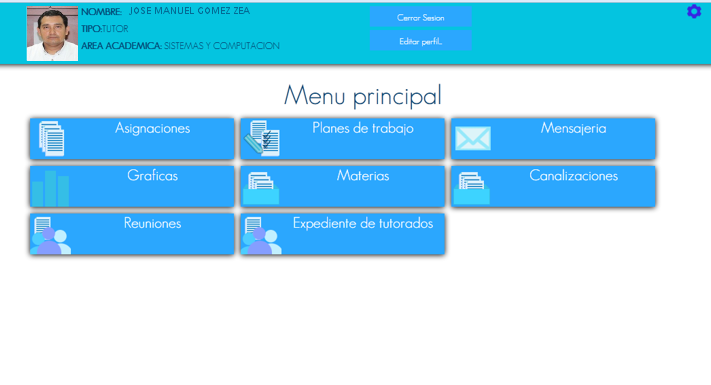 NOMBRE: JOSE MANUEL GOMEZ ZEA
TIPO:TUTOR
AREA ACADEMICA: SISTEMAS Y COMPUTACION
Cerrar Sesion
Editar perfil..
Menu principal
Asignaciones
Planes de trabajo
Mensajeria
Graficas
Materias
Canalizaciones
Reuniones
Expediente de tutorados